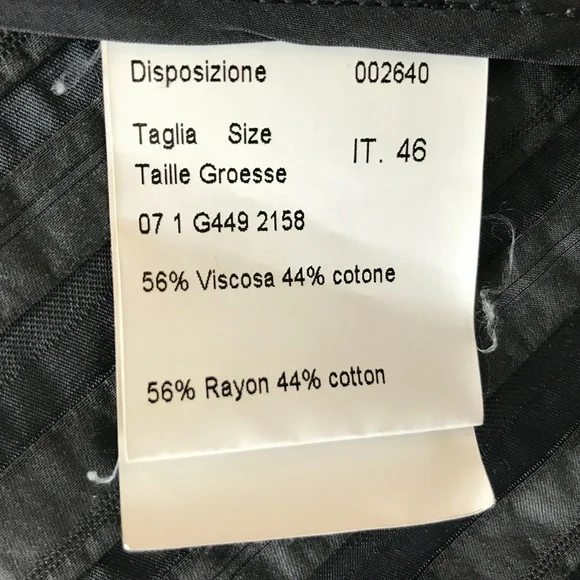 Disposizione 002640
Taglia Size
IT. 46
Taille Groesse
07 1 G449 2158
56% Viscosa 44% cotone
56% Rayon 44% cotton